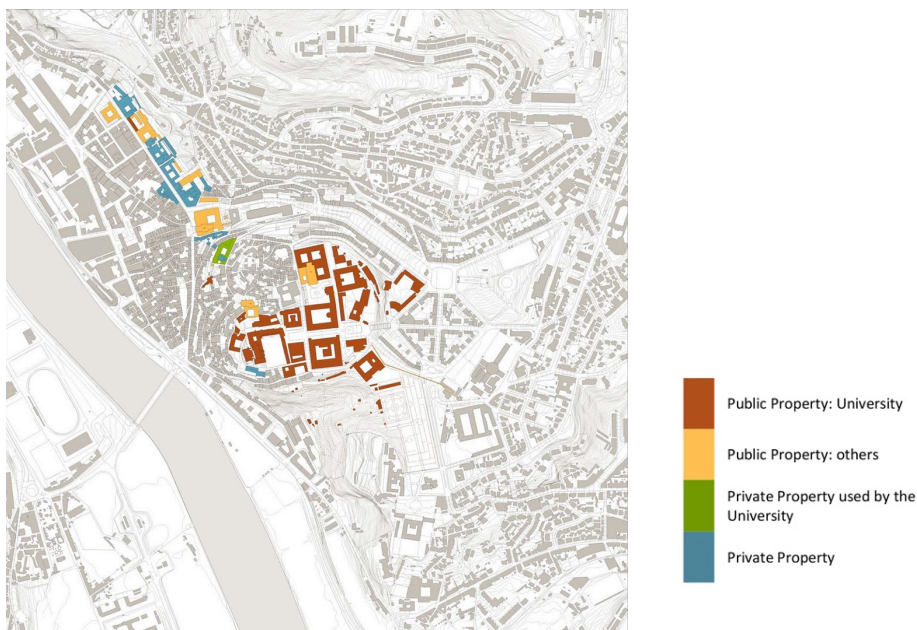 Public Property: University
Public Property: others
Private Property used by the
University
Private Property